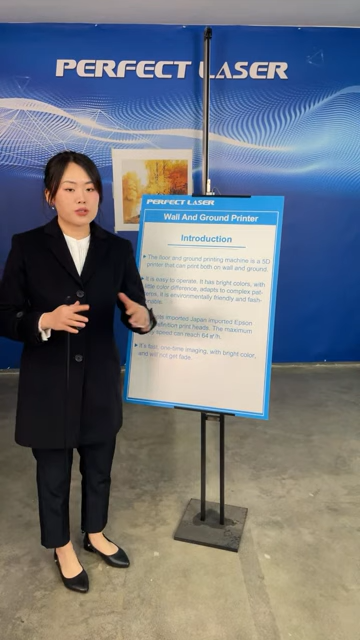 PERFECT LASER
PERFECT LASER
Wall And Ground Printer
Introduction
The floor and ground printing machine is a 5D
printer that can print both on wall and ground.
It is easy to operate. It has bright colors, with
little color difference, adapts to complex pat-
It is environmentally friendly and
imported Japan imported Epson
print heads. The maximum
speed can reach 64㎡/h.
It's fast, one-time imaging, with bright color,
and will not get fade.